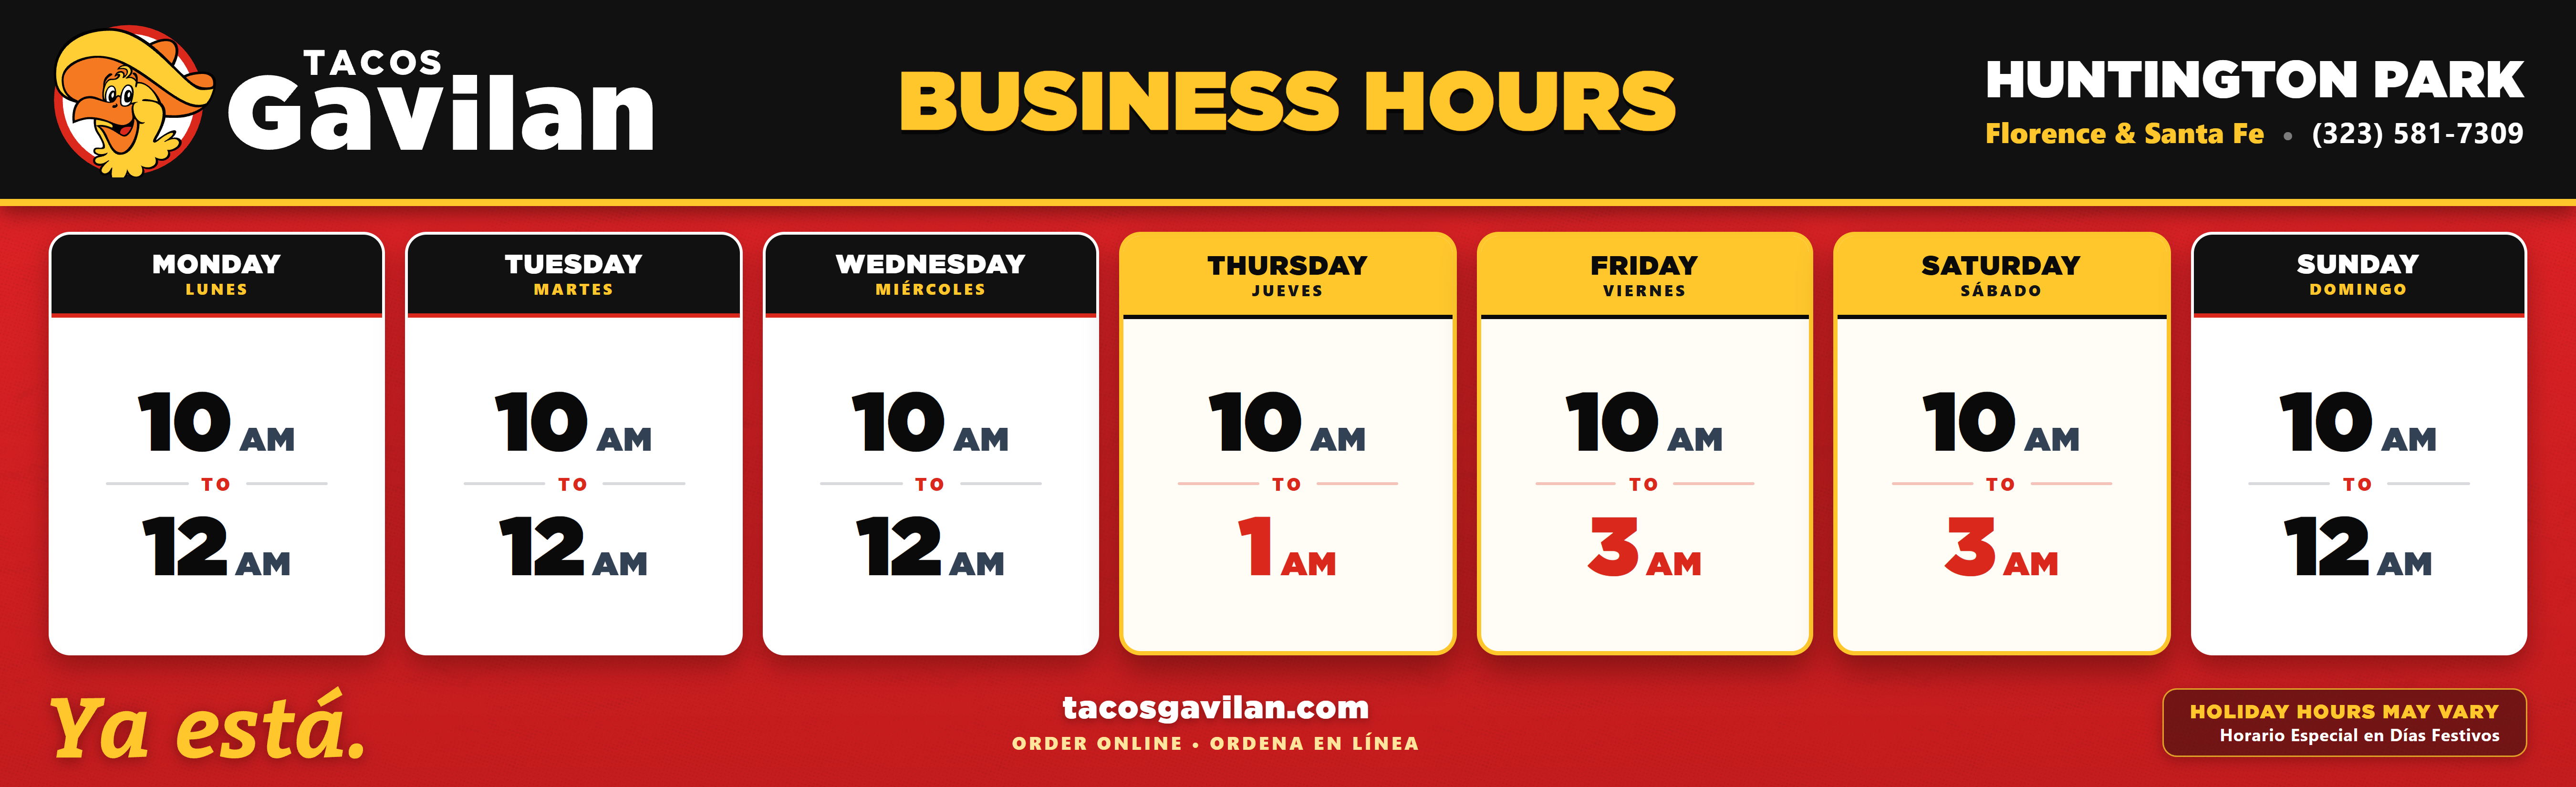 TACOS
Gavilan
BUSINESS HOURS
HUNTINGTON PARK
Florence & Santa Fe • (323) 581-7309
MONDAY
LUNES
10 AM
TO
12 AM
TUESDAY
MARTES
10 AM
TO
12 AM
WEDNESDAY
MIÉRCOLES
10 AM
TO
12 AM
THURSDAY
JUEVES
10 AM
TO
1 AM
FRIDAY
VIERNES
10 AM
TO
3 AM
SATURDAY
SÁBADO
10 AM
TO
3 AM
SUNDAY
DOMINGO
10 AM
TO
12 AM
Ya está.
tacosgavilan.com
ORDER ONLINE • ORDENA EN LÍNEA
HOLIDAY HOURS MAY VARY
Horario Especial en Días Festivos